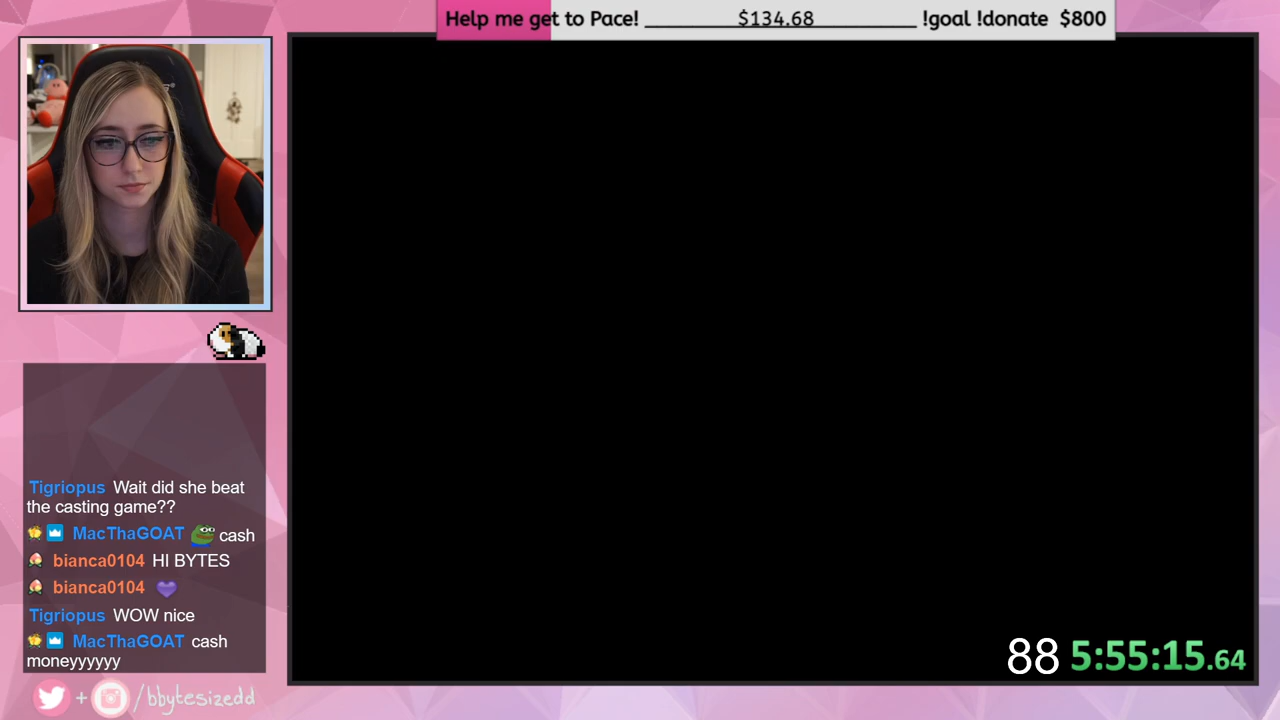 Help me get to Pace! $134.68 !goal !donate $800
Tigriopus Wait did she beat
the casting game??
MacThaGOAT cash
bianca0104 HI BYTES
bianca0104
Tigriopus WOW nice
MacThaGOAT cash
moneyyyyyy
88 5:55:15.64
+ /bbytesizedd